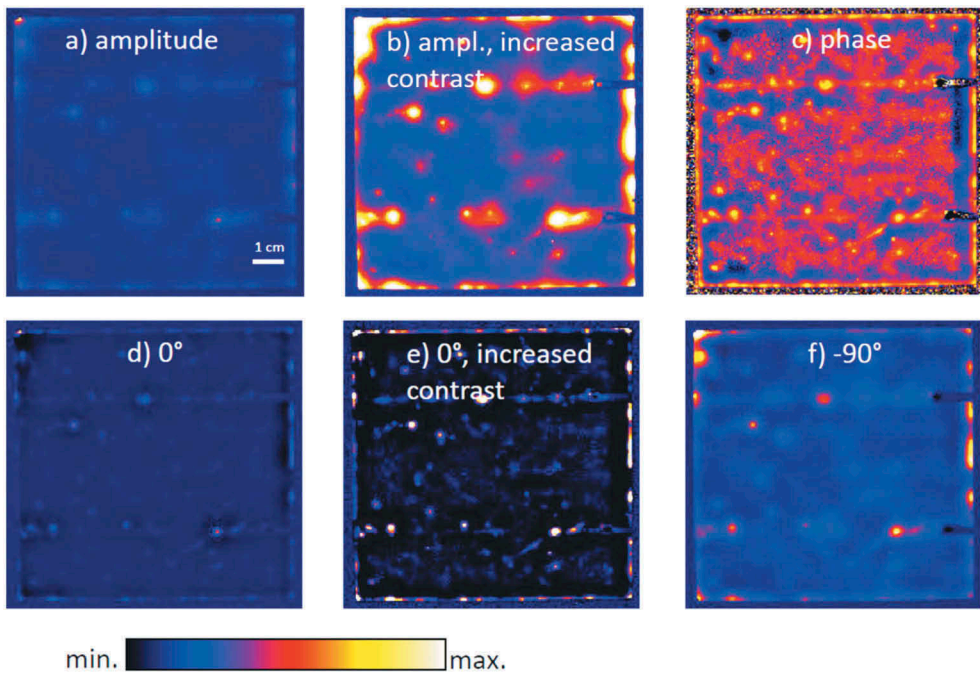 a) amplitude
b) ampl., increased
contrast
c) phase
1 cm
d) 0°
e) 0°, increased
contrast
f) -90°
min.
max.